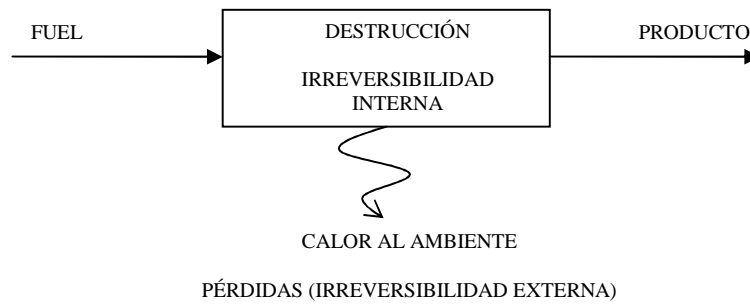 FUEL
DESTRUCCIÓN
IRREVERSIBILIDAD
INTERNA
PRODUCTO
CALOR AL AMBIENTE
PÉRDIDAS (IRREVERSIBILIDAD EXTERNA)